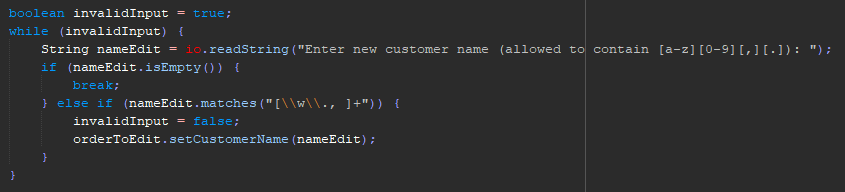 boolean invalidInput = true;
while (invalidInput) {
    String nameEdit = io.readString("Enter new customer name (allowed to contain [a-z][0-9][,][.]): ");
    if (nameEdit.isEmpty()) {
        break;
    } else if (nameEdit.matches("[\\w\\., ]+")) {
        invalidInput = false;
        orderToEdit.setCustomerName(nameEdit);
    }
}